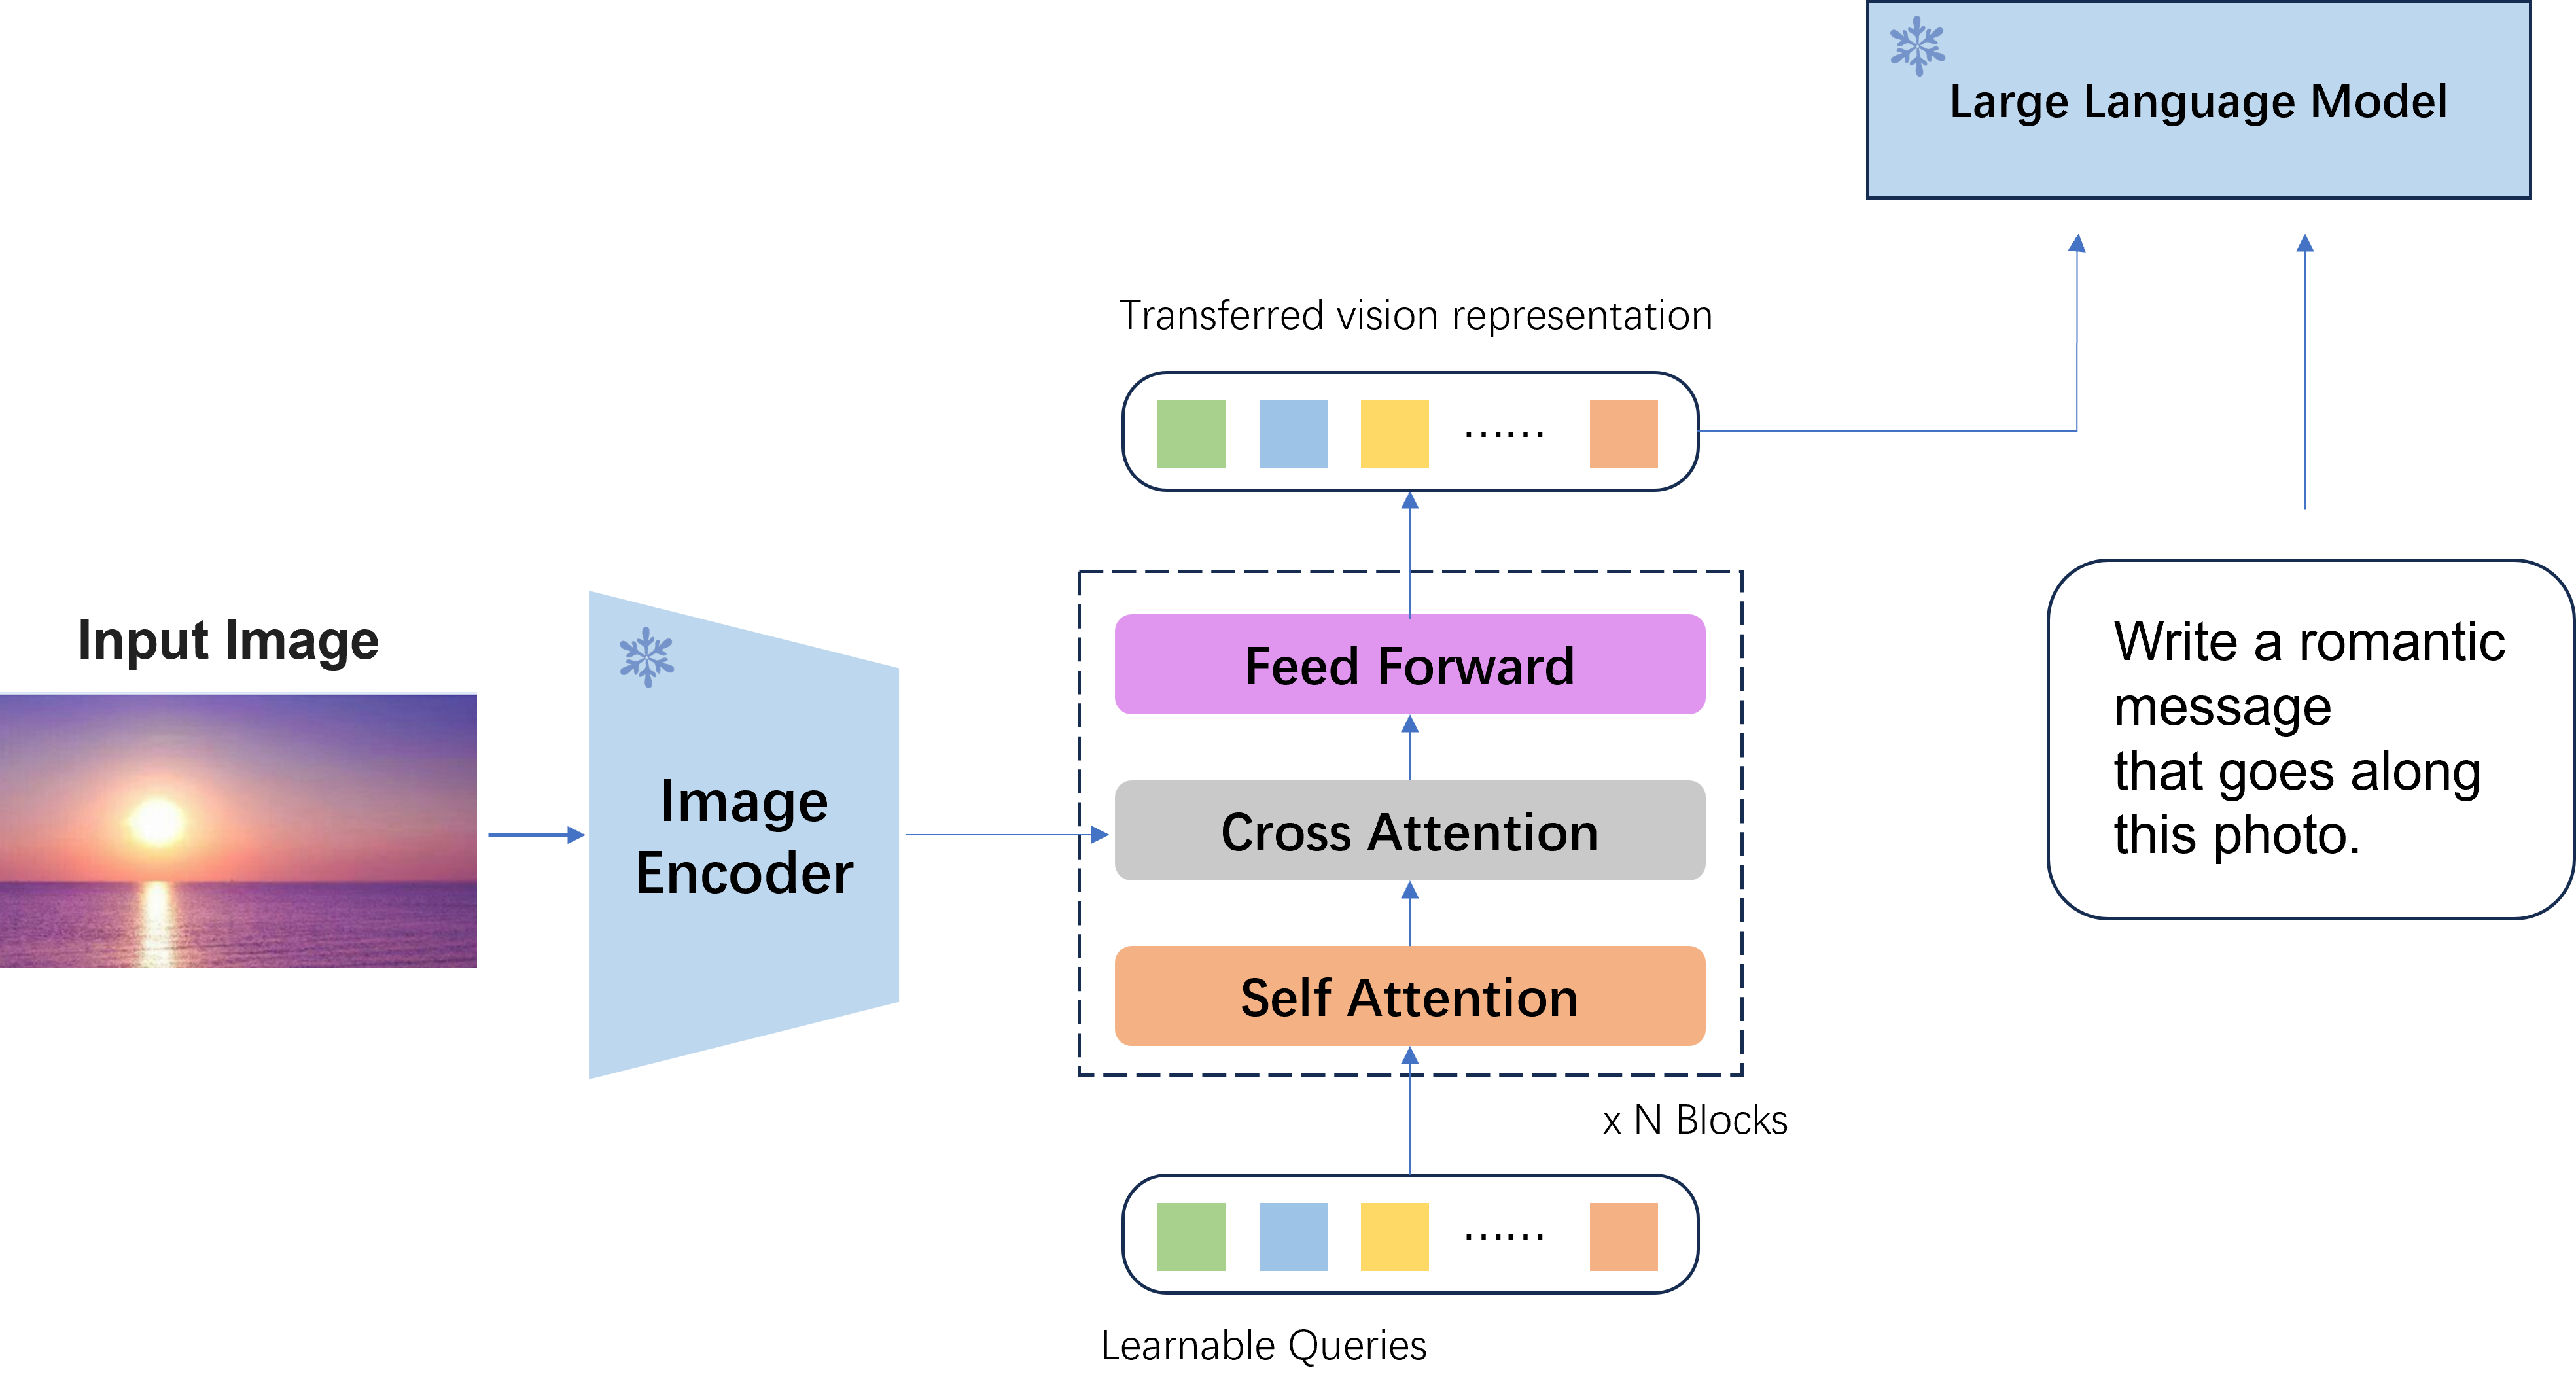 Large Language Model
Transferred vision representation
......
Input Image
Image
Encoder
Feed Forward
Cross Attention
Self Attention
Write a romantic
message
that goes along
this photo.
x N Blocks
......
Learnable Queries